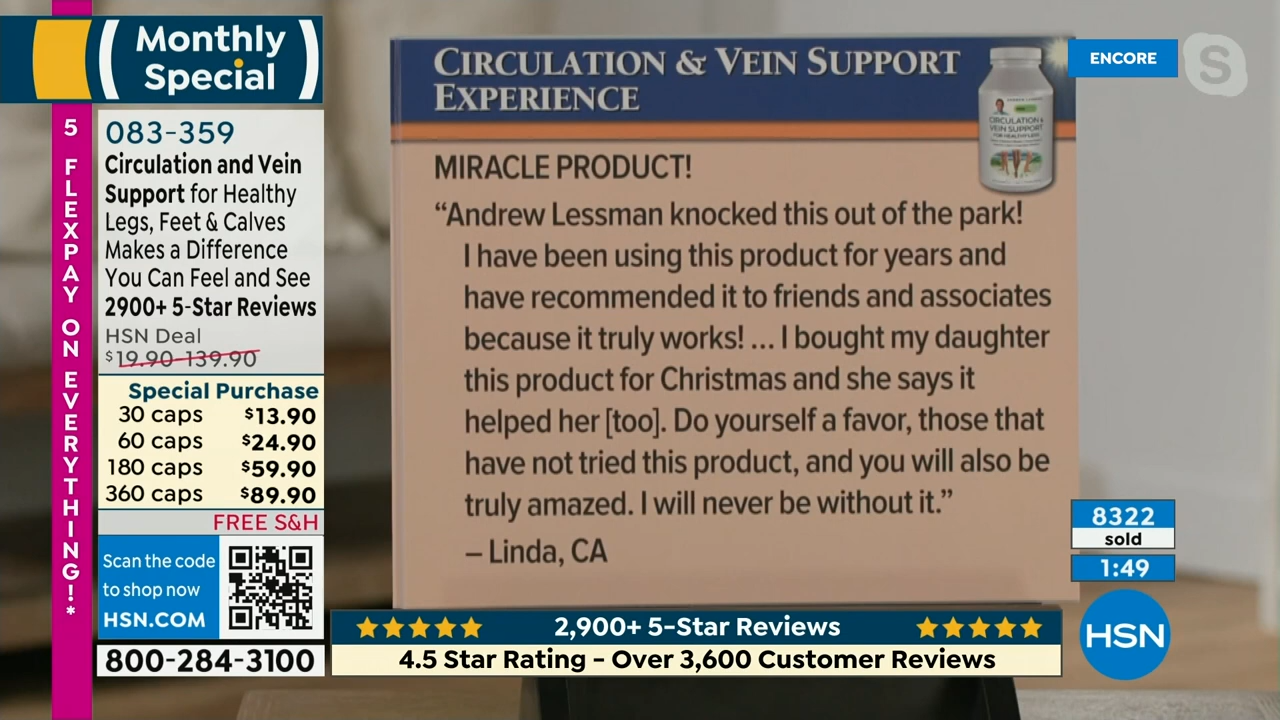 Monthly
Special
5 FLEXPAY ON EVERYTHING!*
083-359
Circulation and Vein
Support for Healthy
Legs, Feet & Calves
Makes a Difference
You Can Feel and See
2900+ 5-Star Reviews
HSN Deal
$19.90-139.90
Special Purchase
30 caps $13.90
60 caps $24.90
180 caps $59.90
360 caps $89.90
FREE S&H
Scan the code
to shop now
HSN.COM
800-284-3100
CIRCULATION & VEIN SUPPORT
EXPERIENCE
CIRCULATION &
VEIN SUPPORT
FOR HEALTHY LEGS
MIRACLE PRODUCT!
“Andrew Lessman knocked this out of the park!
I have been using this product for years and
have recommended it to friends and associates
because it truly works! ... I bought my daughter
this product for Christmas and she says it
helped her [too]. Do yourself a favor, those that
have not tried this product, and you will also be
truly amazed. I will never be without it.”
– Linda, CA
ENCORE
S
8322
sold
1:49
HSN
2,900+ 5-Star Reviews
4.5 Star Rating – Over 3,600 Customer Reviews